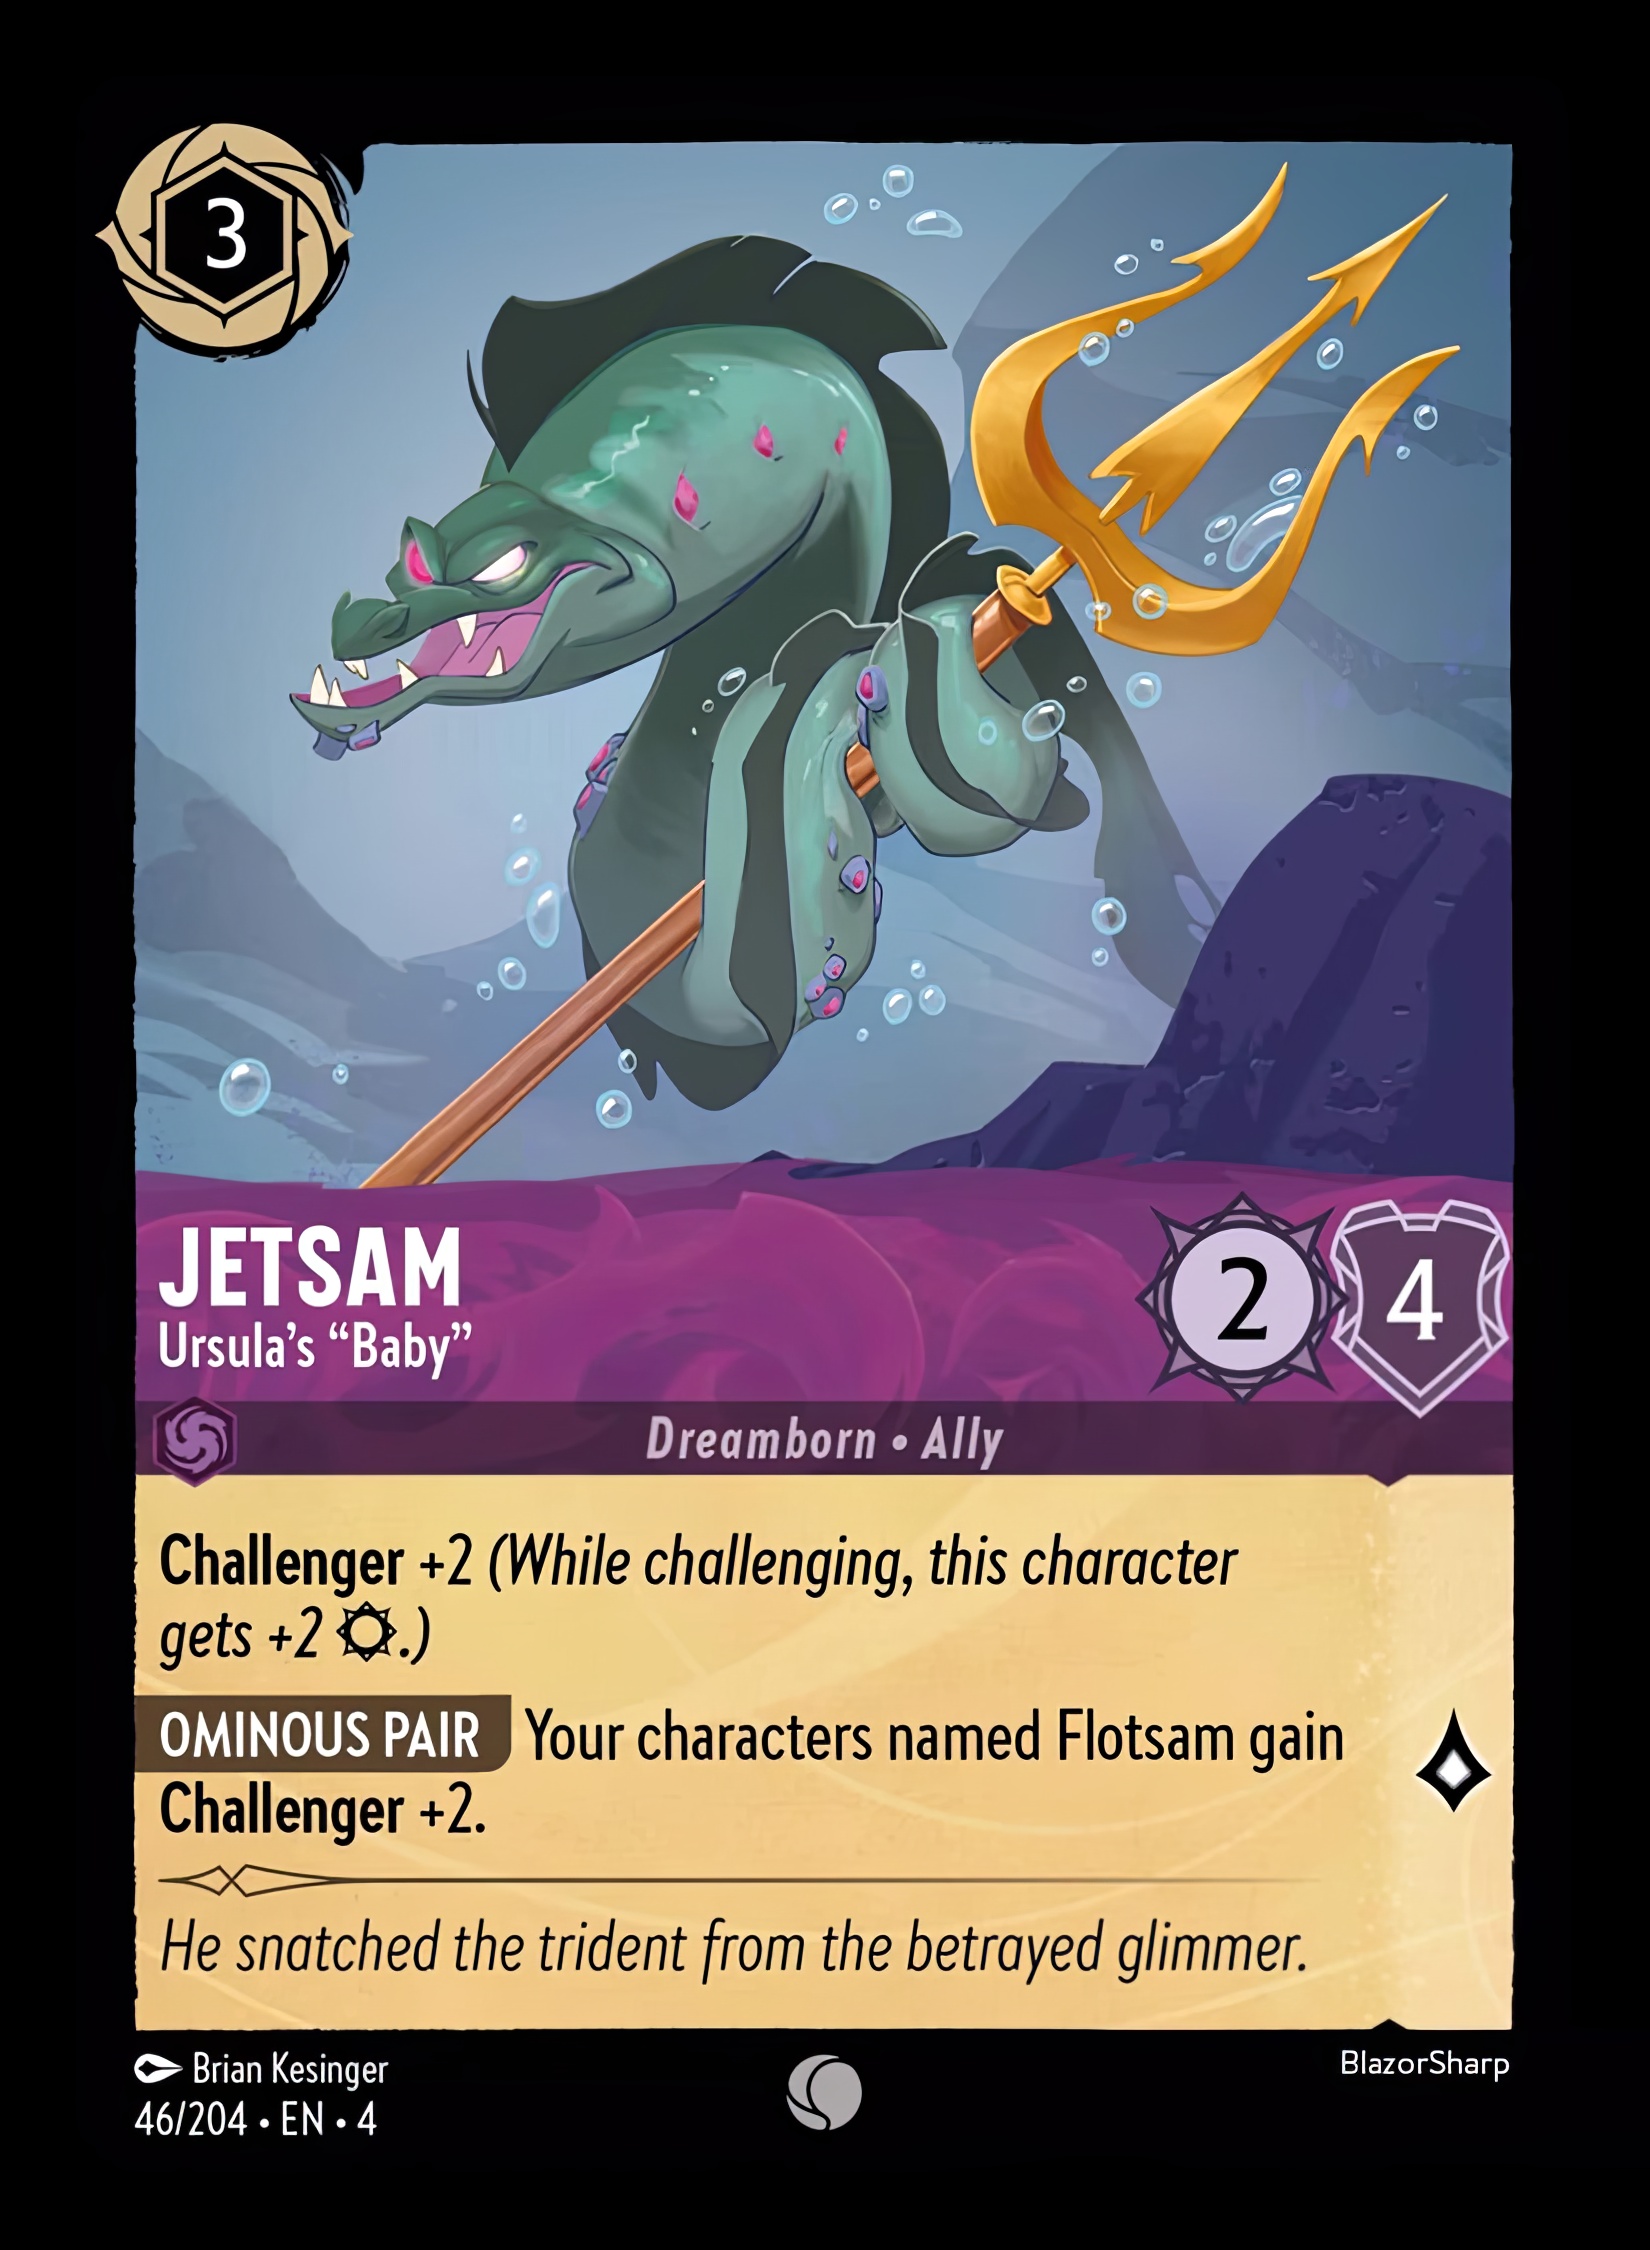 3
JETSAM
Ursula’s “Baby”
2
4
Dreamborn • Ally
Challenger +2 (While challenging, this character
gets +2 .)
OMINOUS PAIR Your characters named Flotsam gain
Challenger +2.
He snatched the trident from the betrayed glimmer.
Brian Kesinger
BlazorSharp
46/204 • EN • 4